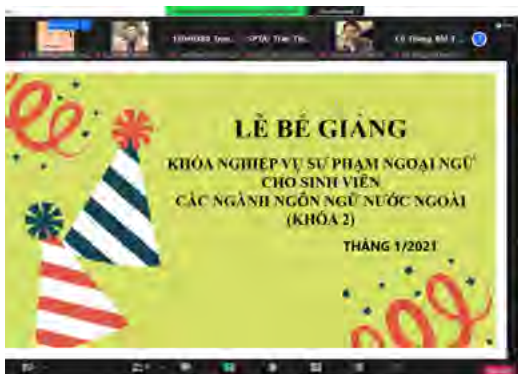 LỄ BẾ GIẢNG
KHÓA NGHIỆP VỤ SƯ PHẠM NGOẠI NGỮ
CHO SINH VIÊN
CÁC NGÀNH NGÔN NGỮ NƯỚC NGOÀI
(KHÓA 2)
THÁNG 1/2021